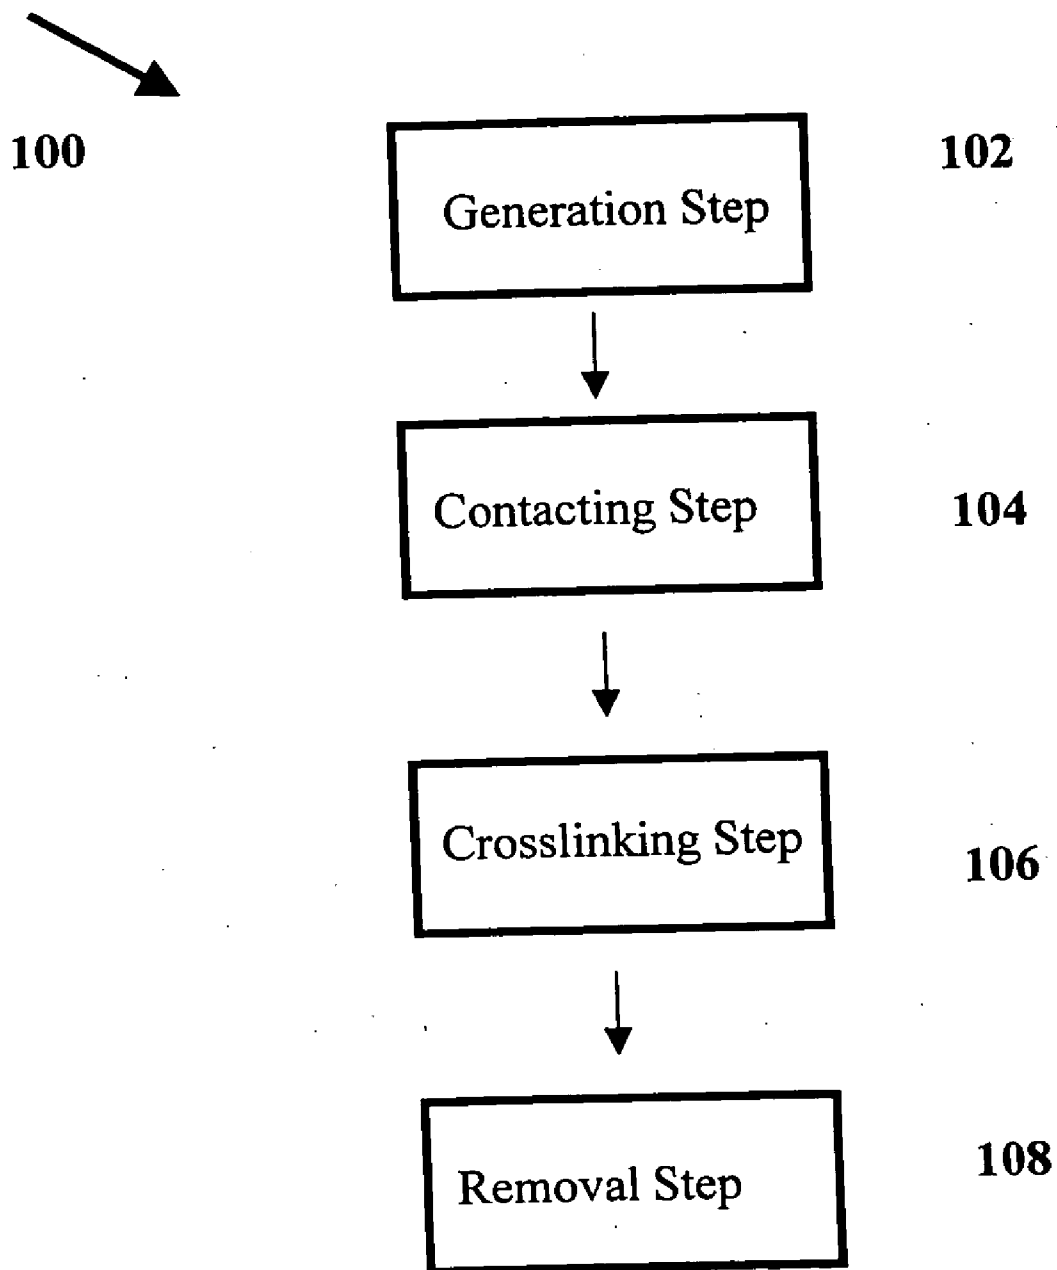 100
102
Generation Step
Contacting Step
104
Crosslinking Step
106
Removal Step
108